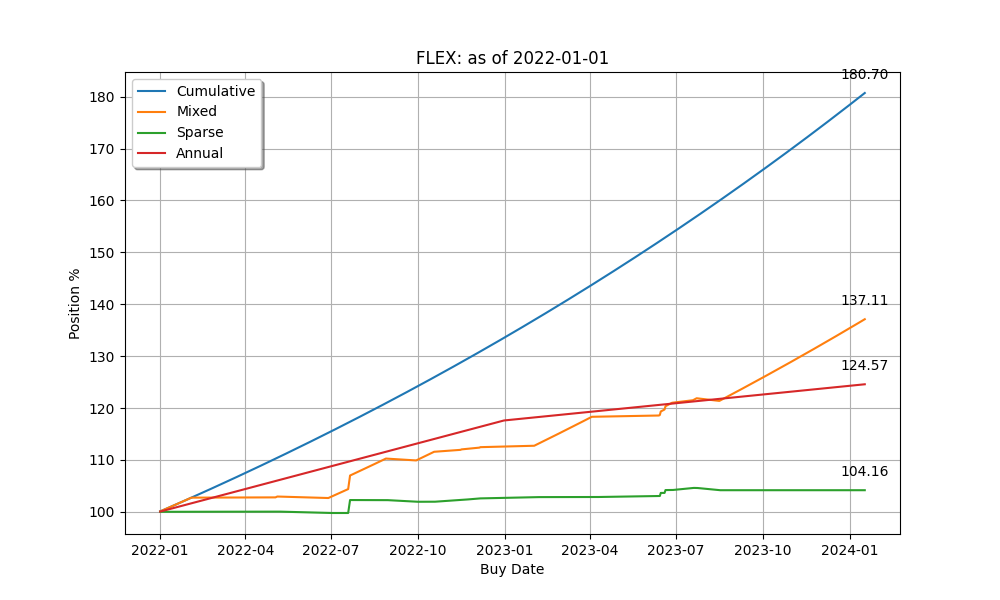 FLEX: as of 2022-01-01
180.70
Cumulative
Mixed
Sparse
Annual
180
170
160
150
140
130
120
110
100
Position %
137.11
124.57
104.16
2022-01 2022-04 2022-07 2022-10 2023-01 2023-04 2023-07 2023-10 2024-01
Buy Date